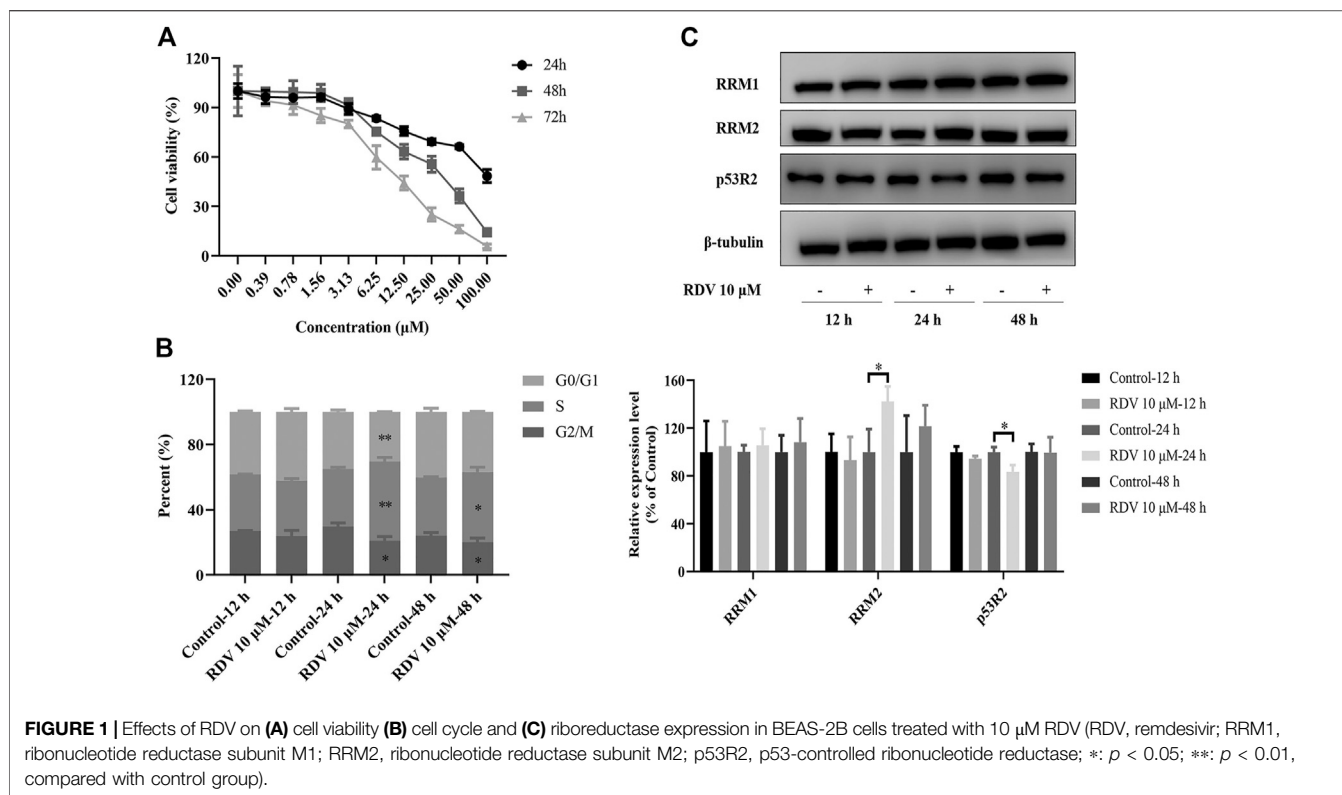 A
120
90
60
30
0
Cell viability (%)
0.00
0.39
0.78
1.56
3.13
6.25
12.50
25.00
50.00
100.00
Concentration (µM)
24h
48h
72h
B
120
80
40
0
Percent (%)
**
**
*
*
*
Control-12 h
RDV 10 µM-12 h
Control-24 h
RDV 10 µM-24 h
Control-48 h
RDV 10 µM-48 h
G0/G1
S
G2/M
C
RRM1
RRM2
p53R2
β-tubulin
RDV 10 µM - + - + - +
12 h 24 h 48 h
160
120
80
40
0
Relative expression level
(% of Control)
*
*
RRM1
RRM2
p53R2
Control-12 h
RDV 10 µM-12 h
Control-24 h
RDV 10 µM-24 h
Control-48 h
RDV 10 µM-48 h
FIGURE 1 | Effects of RDV on (A) cell viability (B) cell cycle and (C) riboreductase expression in BEAS-2B cells treated with 10 µM RDV (RDV, remdesivir; RRM1,
ribonucleotide reductase subunit M1; RRM2, ribonucleotide reductase subunit M2; p53R2, p53-controlled ribonucleotide reductase; *: p < 0.05; **: p < 0.01,
compared with control group).